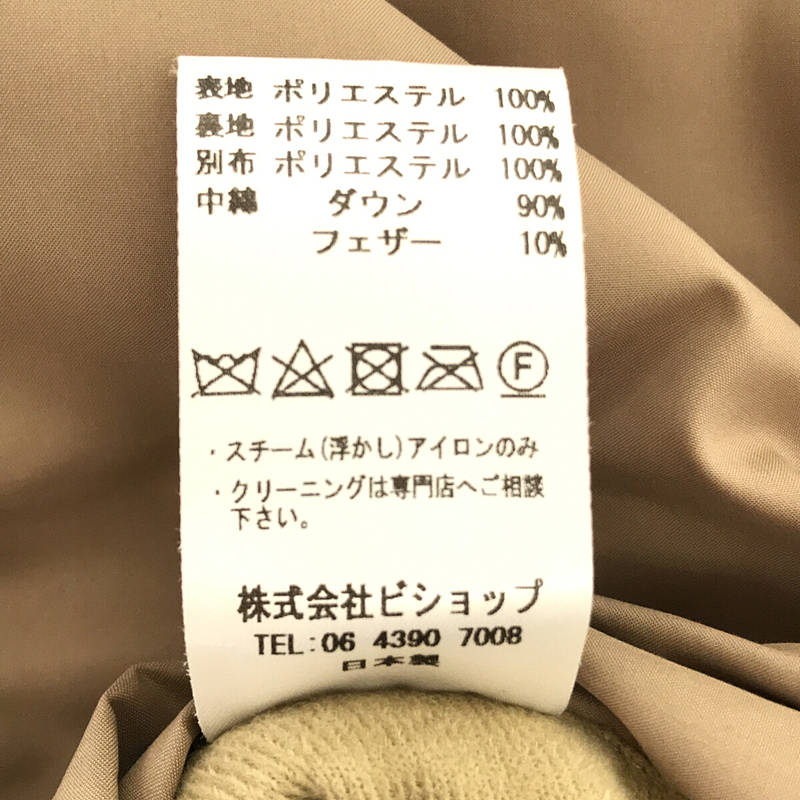 表地 ポリエステル 100%
裏地 ポリエステル 100%
別布 ポリエステル 100%
中綿 ダウン 90%
フェザー 10%
F
・スチーム(浮かし)アイロンのみ
・クリーニングは専門店へご相談
下さい。
株式会社ビショップ
TEL:06 4390 7008
日本製